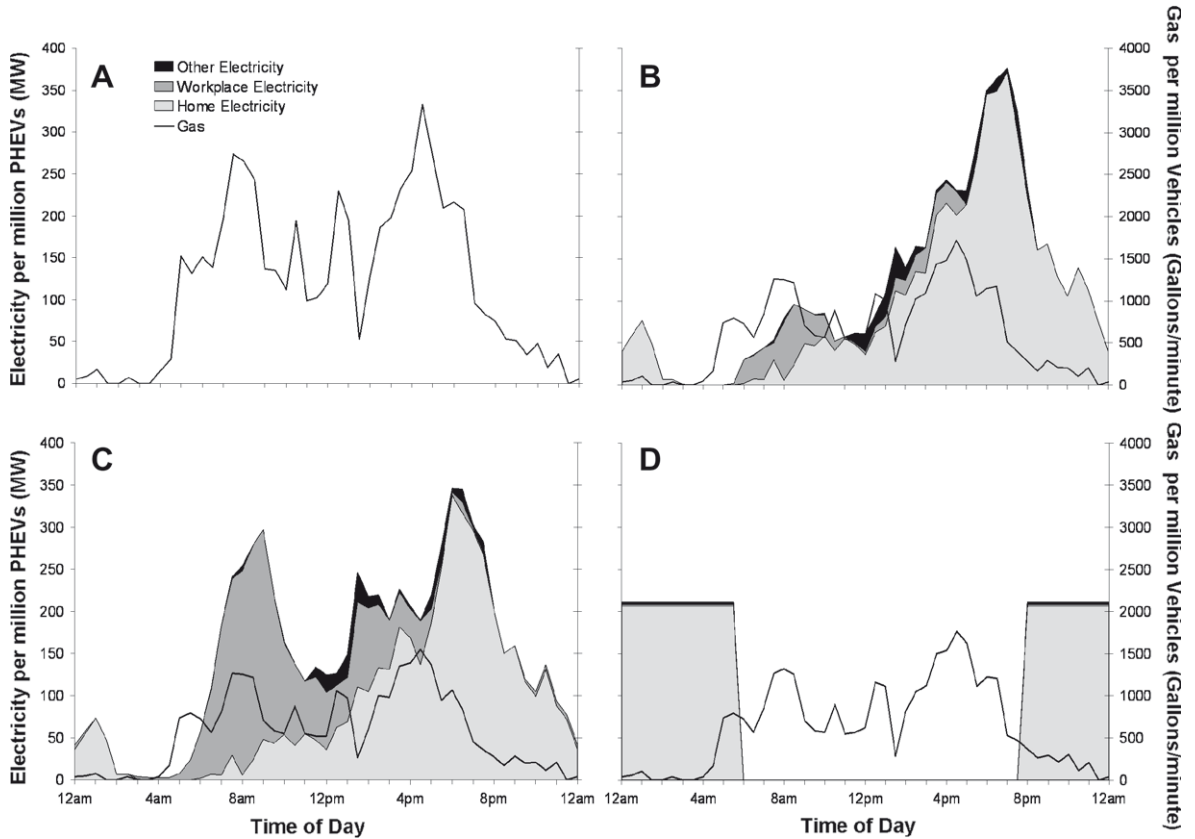 A
B
Other Electricity
Workplace Electricity
Home Electricity
Gas
Electricity per million PHEVs (MW)
400
350
300
250
200
150
100
50
0
4000
3500
3000
2500
2000
1500
1000
500
0
Gas per million Vehicles (Gallons/minute)
C
D
Electricity per million PHEVs (MW)
400
350
300
250
200
150
100
50
0
4000
3500
3000
2500
2000
1500
1000
500
0
Gas per million Vehicles (Gallons/minute)
12am 4am 8am 12pm 4pm 8pm 12am
12am 4am 8am 12pm 4pm 8pm 12am
Time of Day
Time of Day